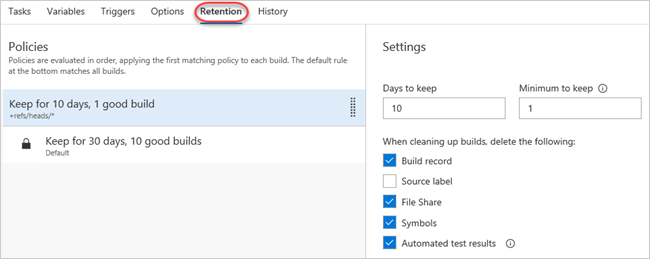 Tasks Variables Triggers Options Retention History
Policies
Policies are evaluated in order, applying the first matching policy to each build. The default rule
at the bottom matches all builds.
Keep for 10 days, 1 good build
+refs/heads/*
Keep for 30 days, 10 good builds
Default
Settings
Days to keep Minimum to keep
10 1
When cleaning up builds, delete the following:
Build record
Source label
File Share
Symbols
Automated test results